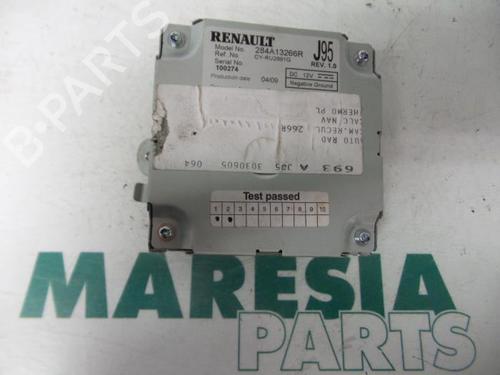 RENAULT
J95
Model No. 284A13266R
Ref. No. CY-RU2991G
REV. 1.0
Serial No.
100274
DC 12V
Production date 04/09
Negative Ground
AUTO RAD
CAM.RECUL 266R
CALC/NAV
THERMO PL
693 A J95 3030605 064
Test passed
1 2 3 4 5 6 7 8 9 10
B-Parts
MARESIA
PARTS